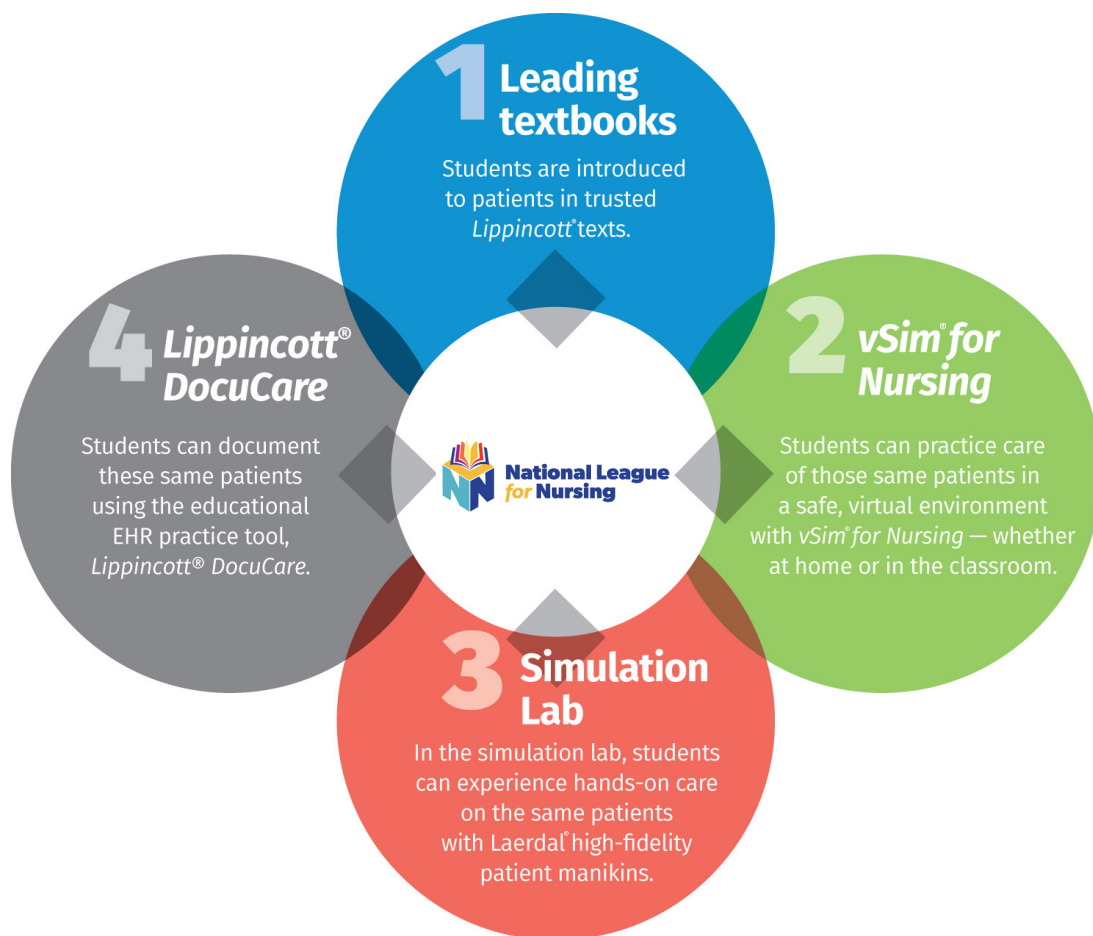 1 Leading
textbooks
Students are introduced
to patients in trusted
Lippincott® texts.
2 vSim® for
Nursing
Students can practice care
of those same patients in
a safe, virtual environment
with vSim® for Nursing — whether
at home or in the classroom.
3 Simulation
Lab
In the simulation lab, students
can experience hands-on care
on the same patients
with Laerdal® high-fidelity
patient manikins.
4 Lippincott®
DocuCare
Students can document
these same patients
using the educational
EHR practice tool,
Lippincott® DocuCare.
NN National League
for Nursing